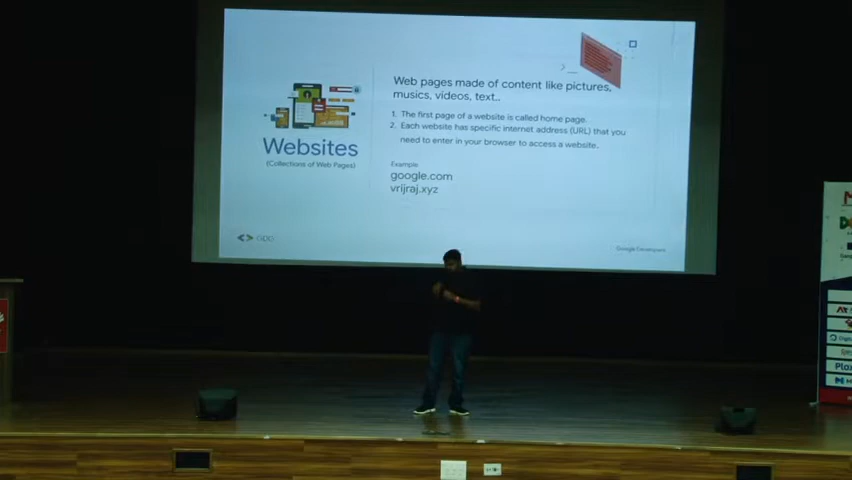 Web pages made of content like pictures,
musics, videos, text..
1. The first page of a website is called home page.
2. Each website has specific internet address (URL) that you
need to enter in your browser to access a website.
Websites
(Collections of Web Pages)
Example
google.com
vrijraj.xyz
GDG
Google Developers